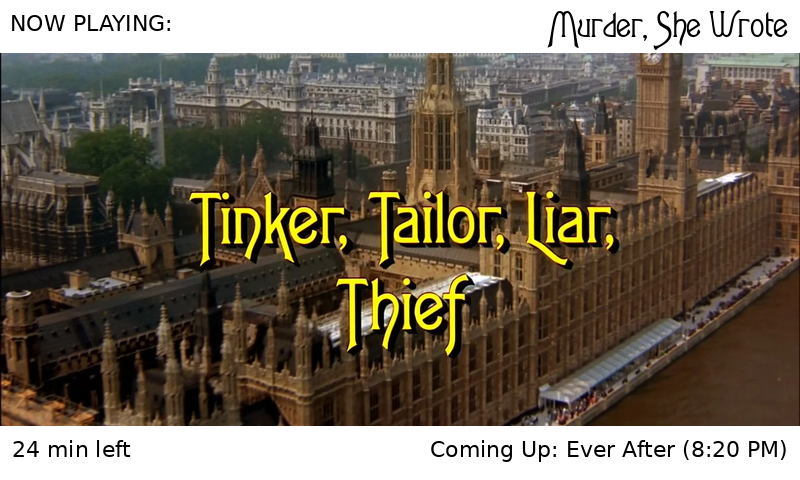 NOW PLAYING:
Murder, She Wrote
Tinker, Tailor, Liar,
Thief
24 min left
Coming Up: Ever After (8:20 PM)